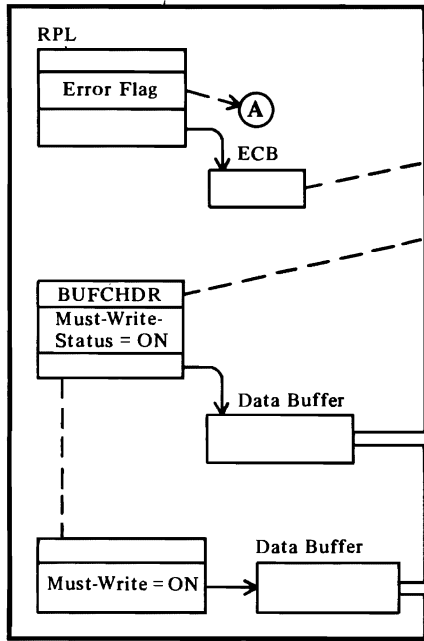 RPL
Error Flag
A
ECB
BUFCHDR
Must-Write-
Status = ON
Data Buffer
Data Buffer
Must-Write = ON